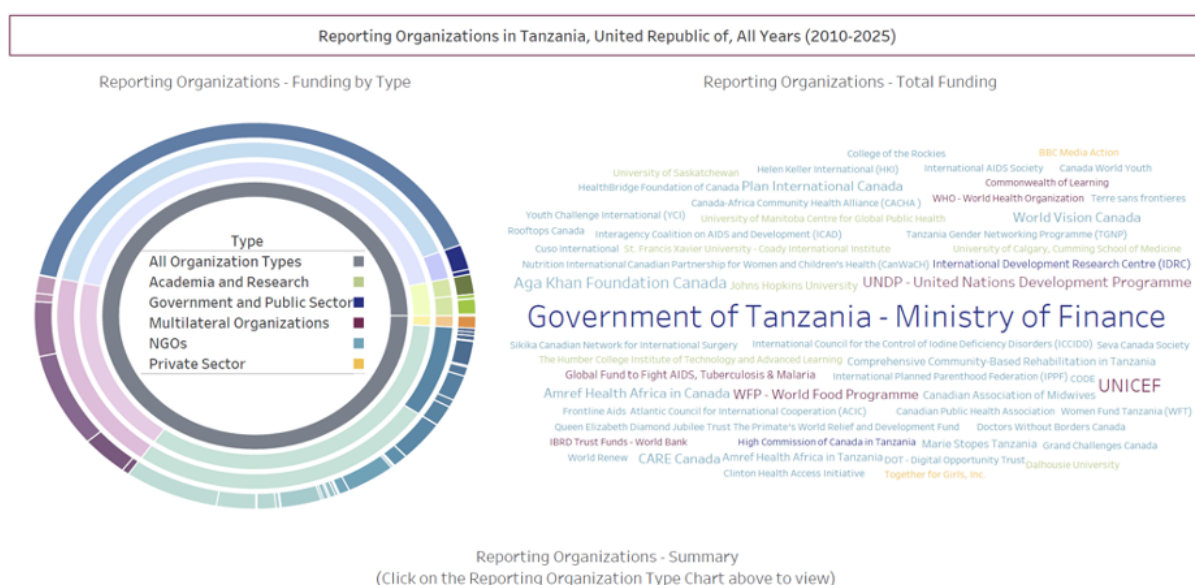 Reporting Organizations in Tanzania, United Republic of, All Years (2010-2025)
Reporting Organizations - Funding by Type
Type
All Organization Types
Academia and Research
Government and Public Sector
Multilateral Organizations
NGOs
Private Sector
Reporting Organizations - Total Funding
College of the Rockies BBC Media Action
University of Saskatchewan Helen Keller International (HKI) International AIDS Society Canada World Youth
HealthBridge Foundation of Canada Plan International Canada Commonwealth of Learning
Canada-Africa Community Health Alliance (CACHA ) WHO - World Health Organization Terre sans frontieres
Youth Challenge International (YCI) University of Manitoba Centre for Global Public Health World Vision Canada
Rooftops Canada Interagency Coalition on AIDS and Development (ICAD) Tanzania Gender Networking Programme (TGNP)
Cuso International St. Francis Xavier University - Coady International Institute University of Calgary, Cumming School of Medicine
Nutrition International Canadian Partnership for Women and Children's Health (CanWaCH) International Development Research Centre (IDRC)
Aga Khan Foundation Canada Johns Hopkins University UNDP - United Nations Development Programme
Government of Tanzania - Ministry of Finance
Sikika Canadian Network for International Surgery International Council for the Control of Iodine Deficiency Disorders (ICCIDD) Seva Canada Society
The Humber College Institute of Technology and Advanced Learning Comprehensive Community-Based Rehabilitation in Tanzania
Global Fund to Fight AIDS, Tuberculosis & Malaria International Planned Parenthood Federation (IPPF) CODE UNICEF
Amref Health Africa in Canada WFP - World Food Programme Canadian Association of Midwives
Frontline Aids Atlantic Council for International Cooperation (ACIC) Canadian Public Health Association Women Fund Tanzania (WFT)
Queen Elizabeth Diamond Jubilee Trust The Primate's World Relief and Development Fund Doctors Without Borders Canada
IBRD Trust Funds - World Bank High Commission of Canada in Tanzania Marie Stopes Tanzania Grand Challenges Canada
World Renew CARE Canada Amref Health Africa in Tanzania DOT - Digital Opportunity Trust Dalhousie University
Clinton Health Access Initiative Together for Girls, Inc.
Reporting Organizations - Summary
(Click on the Reporting Organization Type Chart above to view)